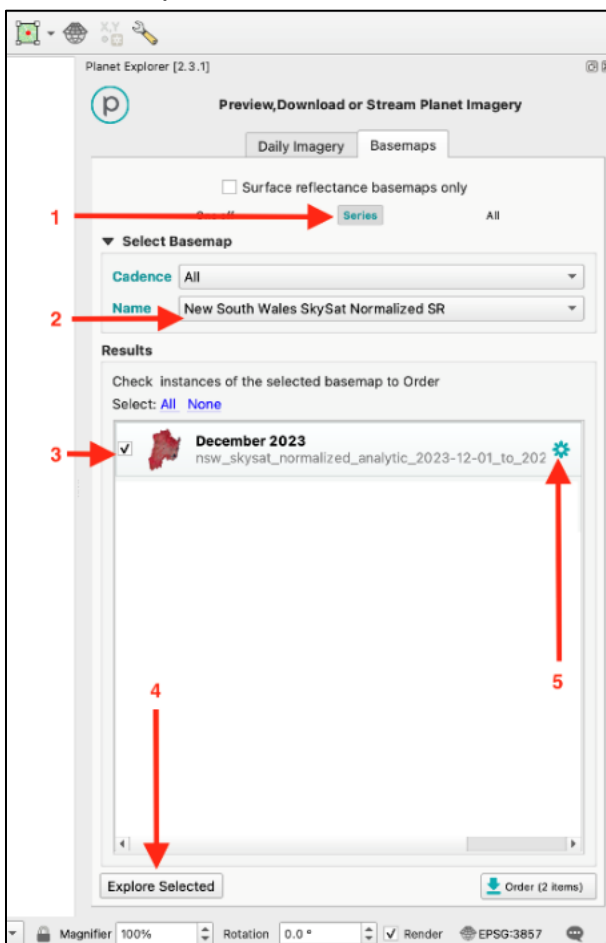 X,Y
Planet Explorer [2.3.1]
p
Preview,Download or Stream Planet Imagery
Daily Imagery Basemaps
Surface reflectance basemaps only
1
Series All
Select Basemap
Cadence All
2
Name New South Wales SkySat Normalized SR
Results
Check instances of the selected basemap to Order
Select: All None
3
December 2023
nsw_skysat_normalized_analytic_2023-12-01_to_202
4
5
Explore Selected Order (2 items)
Magnifier 100% Rotation 0.0 ° Render EPSG:3857